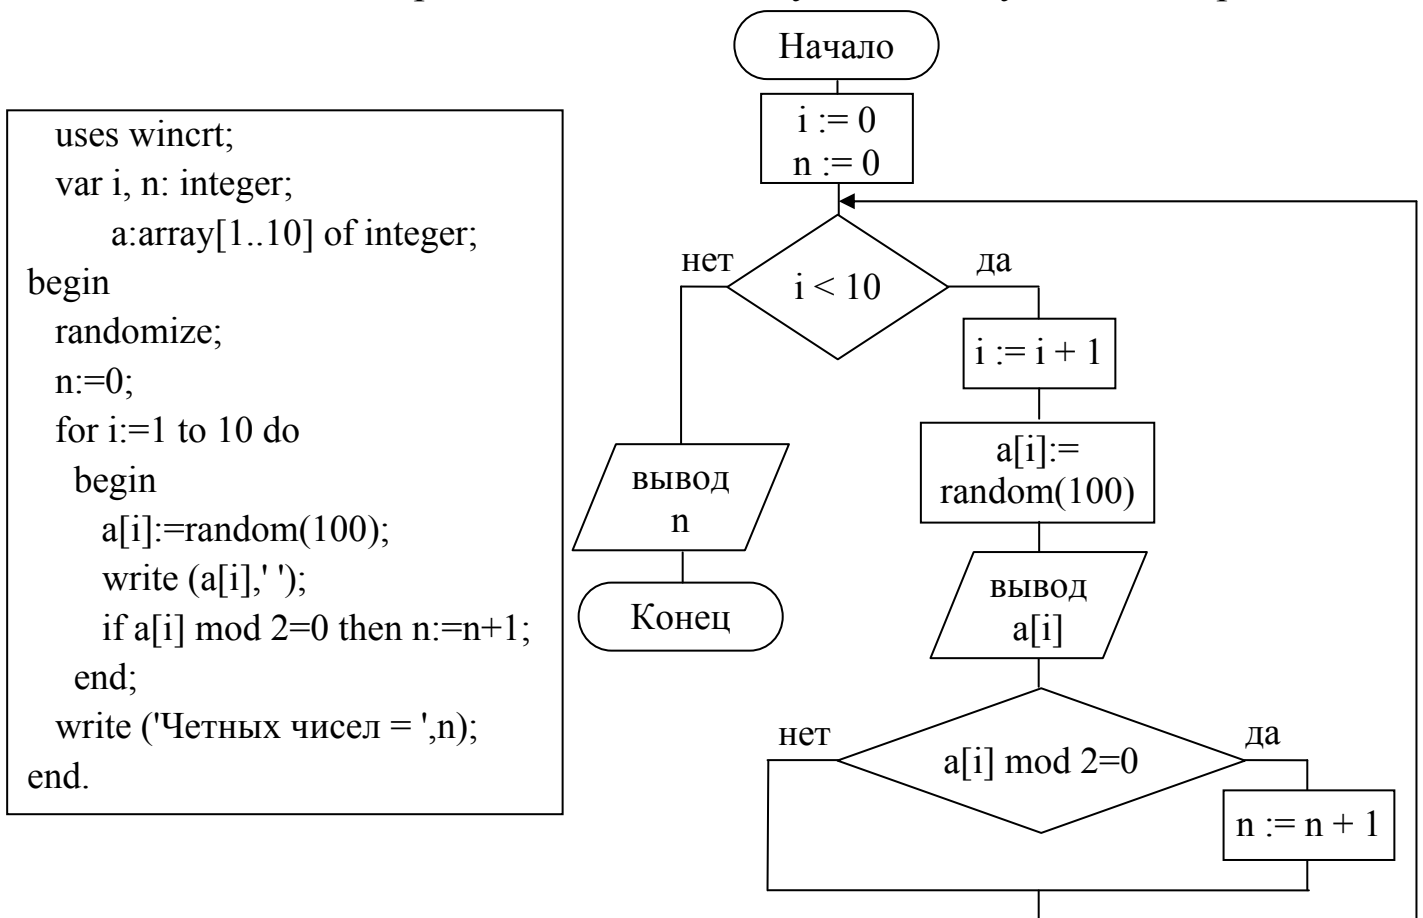 uses wincrt;
var i, n: integer;
a:array[1..10] of integer;
begin
randomize;
n:=0;
for i:=1 to 10 do
begin
a[i]:=random(100);
write (a[i],' ');
if a[i] mod 2=0 then n:=n+1;
end;
write ('Четных чисел = ',n);
end.
Начало
i := 0
n := 0
нет
i < 10
да
i := i + 1
a[i]:=
random(100)
вывод
n
Конец
вывод
a[i]
нет
a[i] mod 2=0
да
n := n + 1